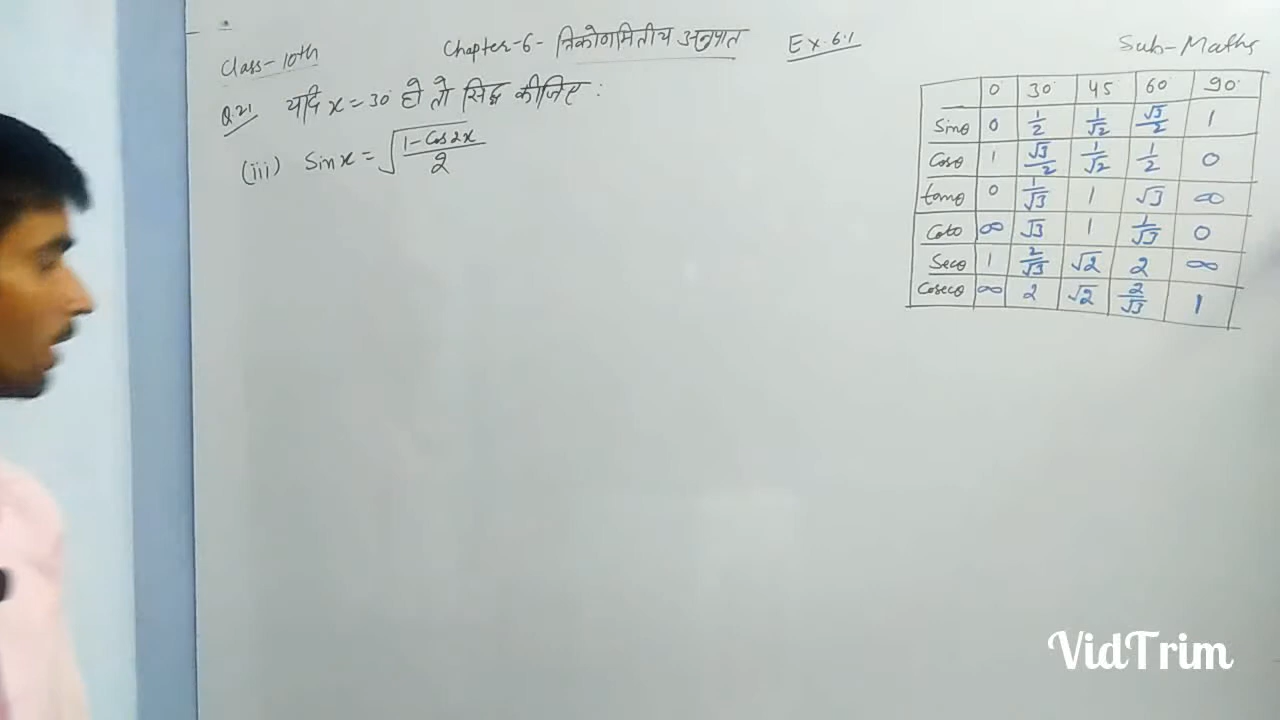 Class-10th Chapter-6- त्रिकोणमितीय अनुपात Ex.6.1 Sub-Maths
Q.21 यदि x = 30° हो तो सिद्ध कीजिए :
(iii) Sinx = √(1-Cos2x / 2)
0° 30° 45° 60° 90°
Sinθ 0 1/2 1/√2 √3/2 1
Cosθ 1 √3/2 1/√2 1/2 0
tanθ 0 1/√3 1 √3 ∞
Cotθ ∞ √3 1 1/√3 0
Secθ 1 2/√3 √2 2 ∞
Cosecθ ∞ 2 √2 2/√3 1
VidTrim